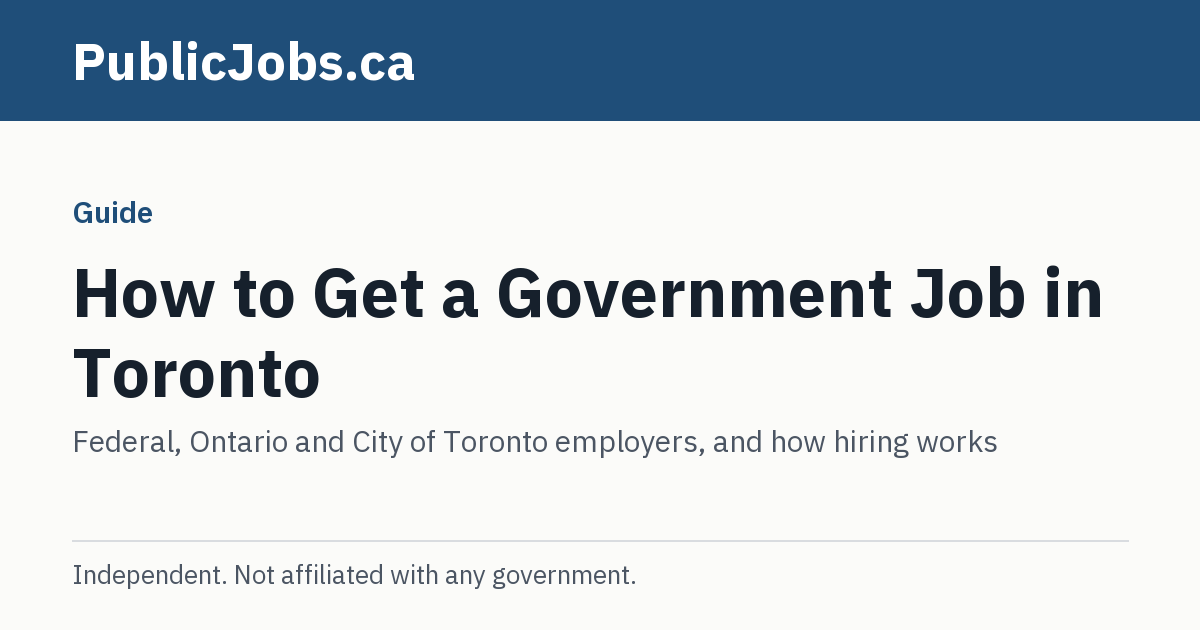 PublicJobs.ca
Guide
How to Get a Government Job in
Toronto
Federal, Ontario and City of Toronto employers, and how hiring works
Independent. Not affiliated with any government.